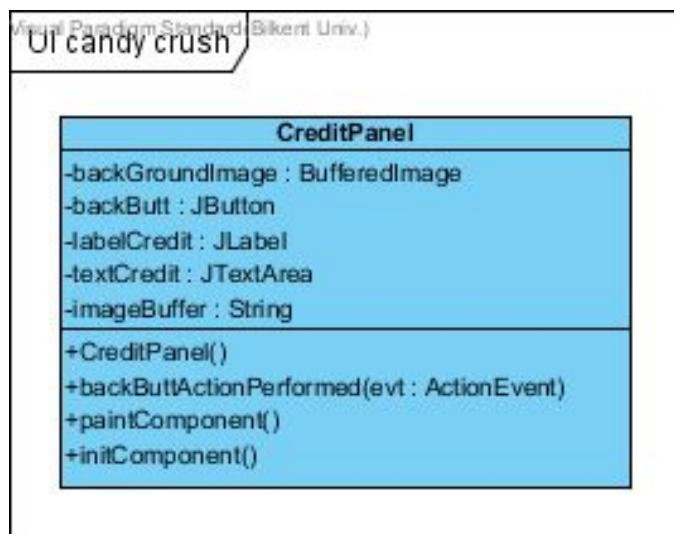 Visual Paradigm Standard(Bilkent Univ.)
UI candy crush
CreditPanel
-backGroundImage : BufferedImage
-backButt : JButton
-labelCredit : JLabel
-textCredit : JTextArea
-imageBuffer : String
+CreditPanel()
+backButtActionPerformed(evt : ActionEvent)
+paintComponent()
+initComponent()